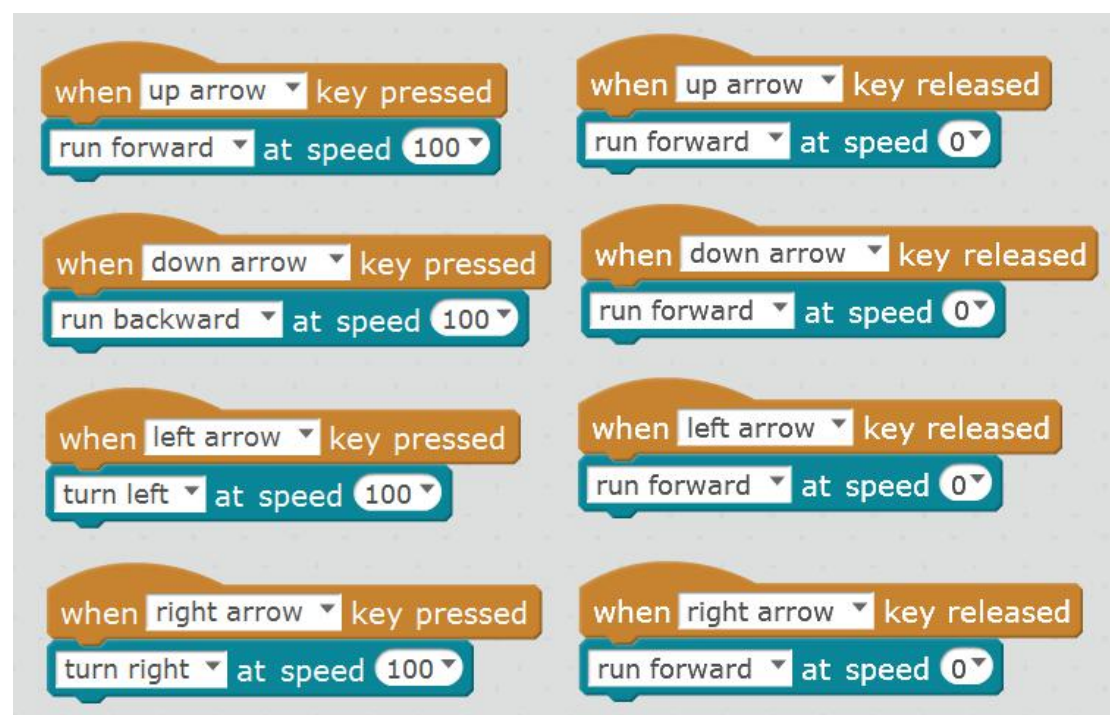 when up arrow key pressed
run forward at speed 100
when up arrow key released
run forward at speed 0
when down arrow key pressed
run backward at speed 100
when down arrow key released
run forward at speed 0
when left arrow key pressed
turn left at speed 100
when left arrow key released
run forward at speed 0
when right arrow key pressed
turn right at speed 100
when right arrow key released
run forward at speed 0